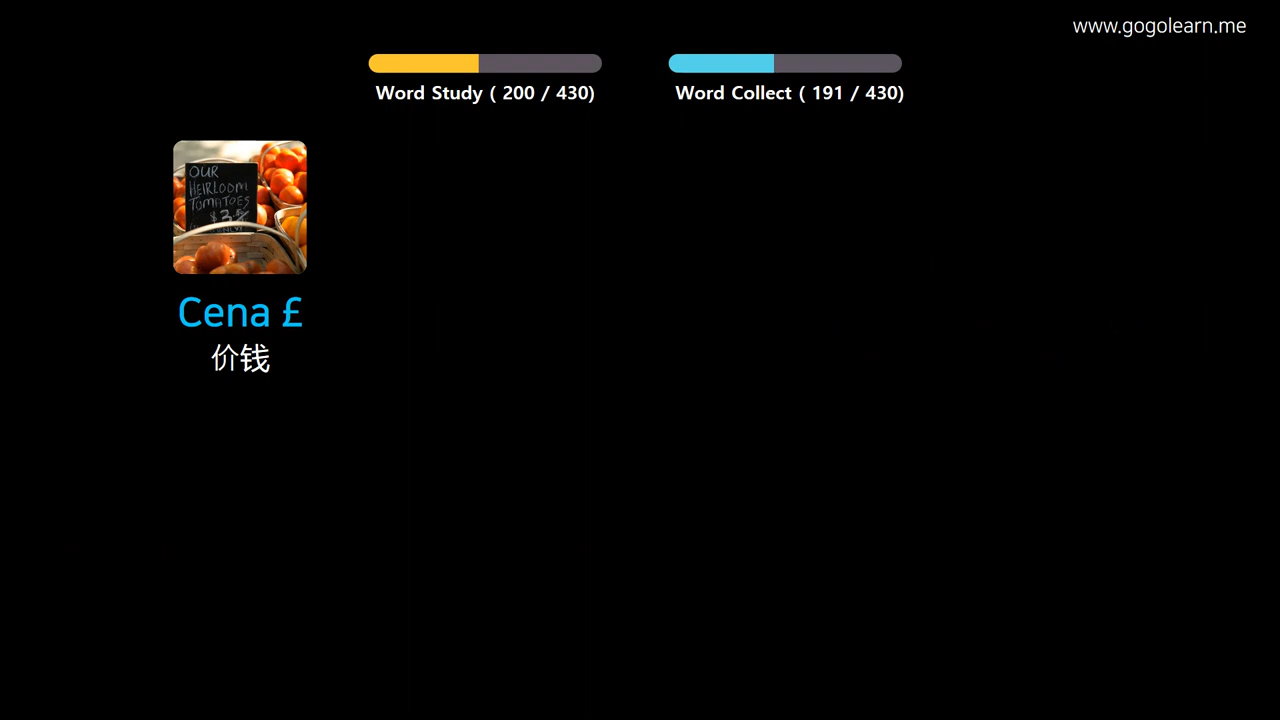 www.gogolearn.me
Word Study ( 200 / 430)
Word Collect ( 191 / 430)
OUR
HEIRLOOM
TOMATOES
Cena £
价钱